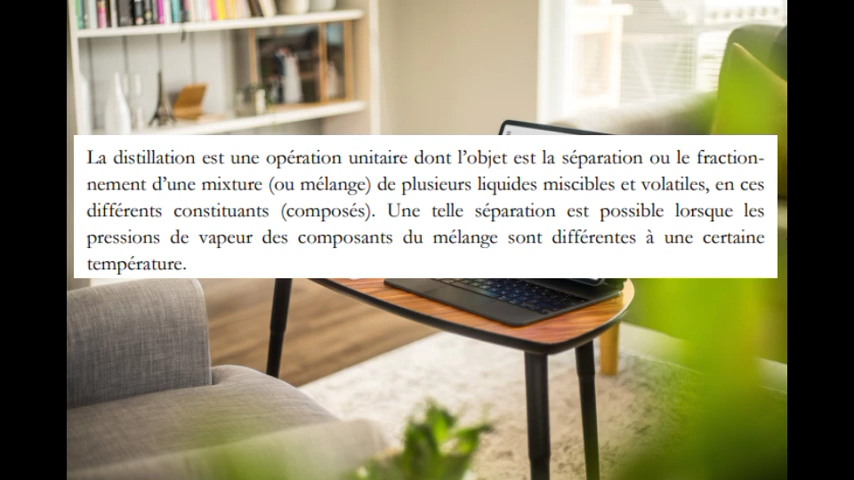 La distillation est une opération unitaire dont l’objet est la séparation ou le fraction-
nement d’une mixture (ou mélange) de plusieurs liquides miscibles et volatiles, en ces
différents constituants (composés). Une telle séparation est possible lorsque les
pressions de vapeur des composants du mélange sont différentes à une certaine
température.